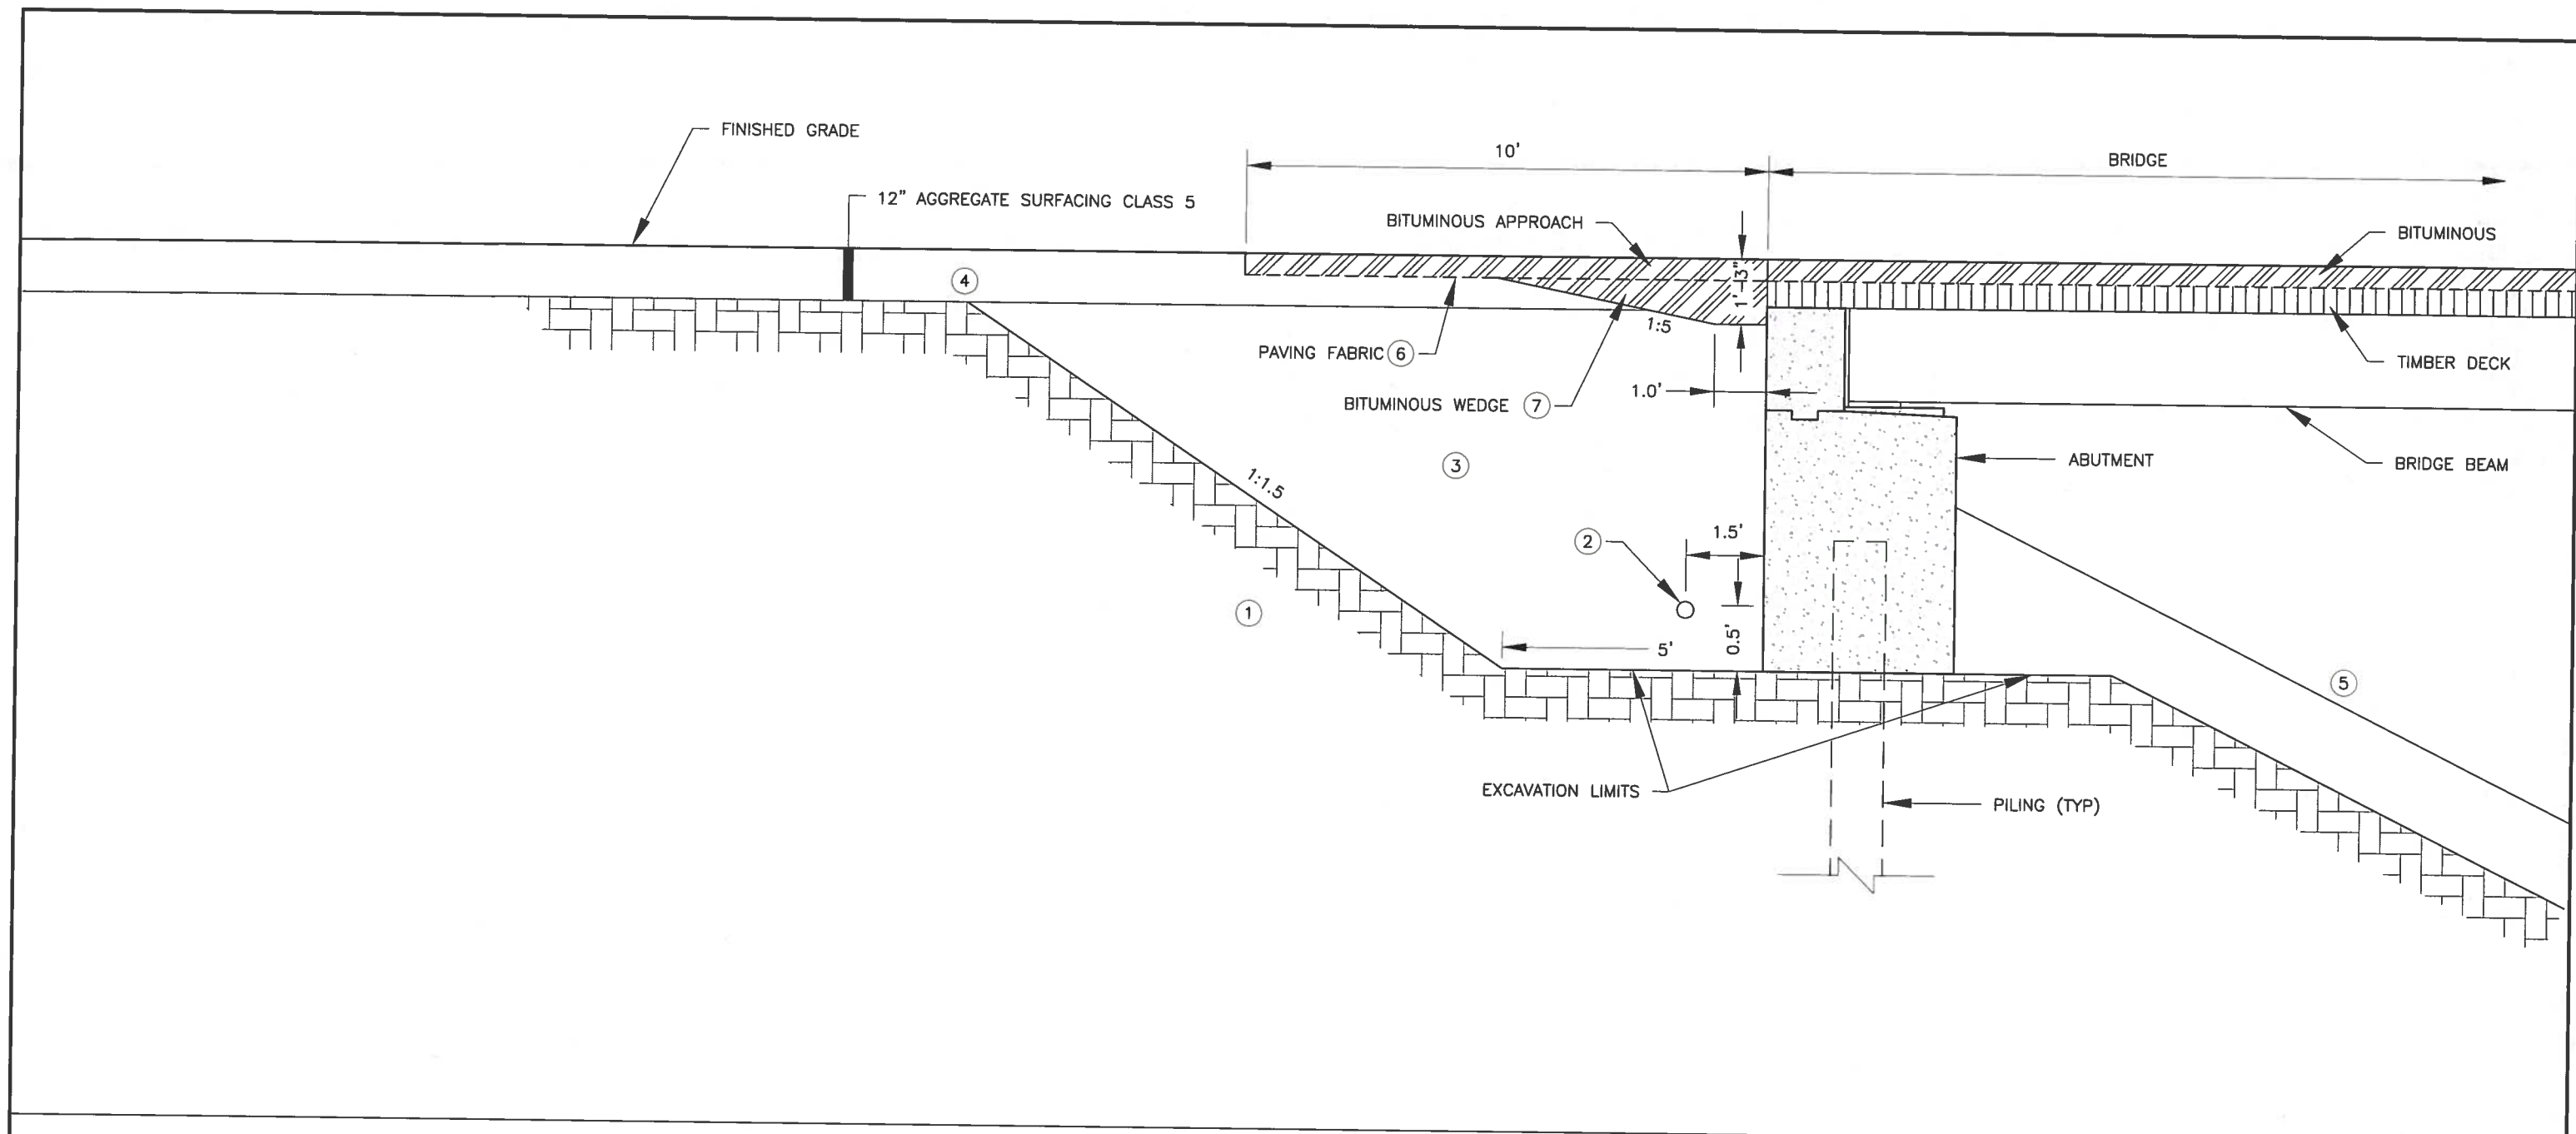 FINISHED GRADE
10'
BRIDGE
12" AGGREGATE SURFACING CLASS 5
BITUMINOUS APPROACH
BITUMINOUS
4
1'-3"
1:5
PAVING FABRIC 6
TIMBER DECK
1.0'
BITUMINOUS WEDGE 7
3
ABUTMENT
BRIDGE BEAM
1:1.5
2
1.5'
1
5'
0.5'
5
EXCAVATION LIMITS
PILING (TYP)